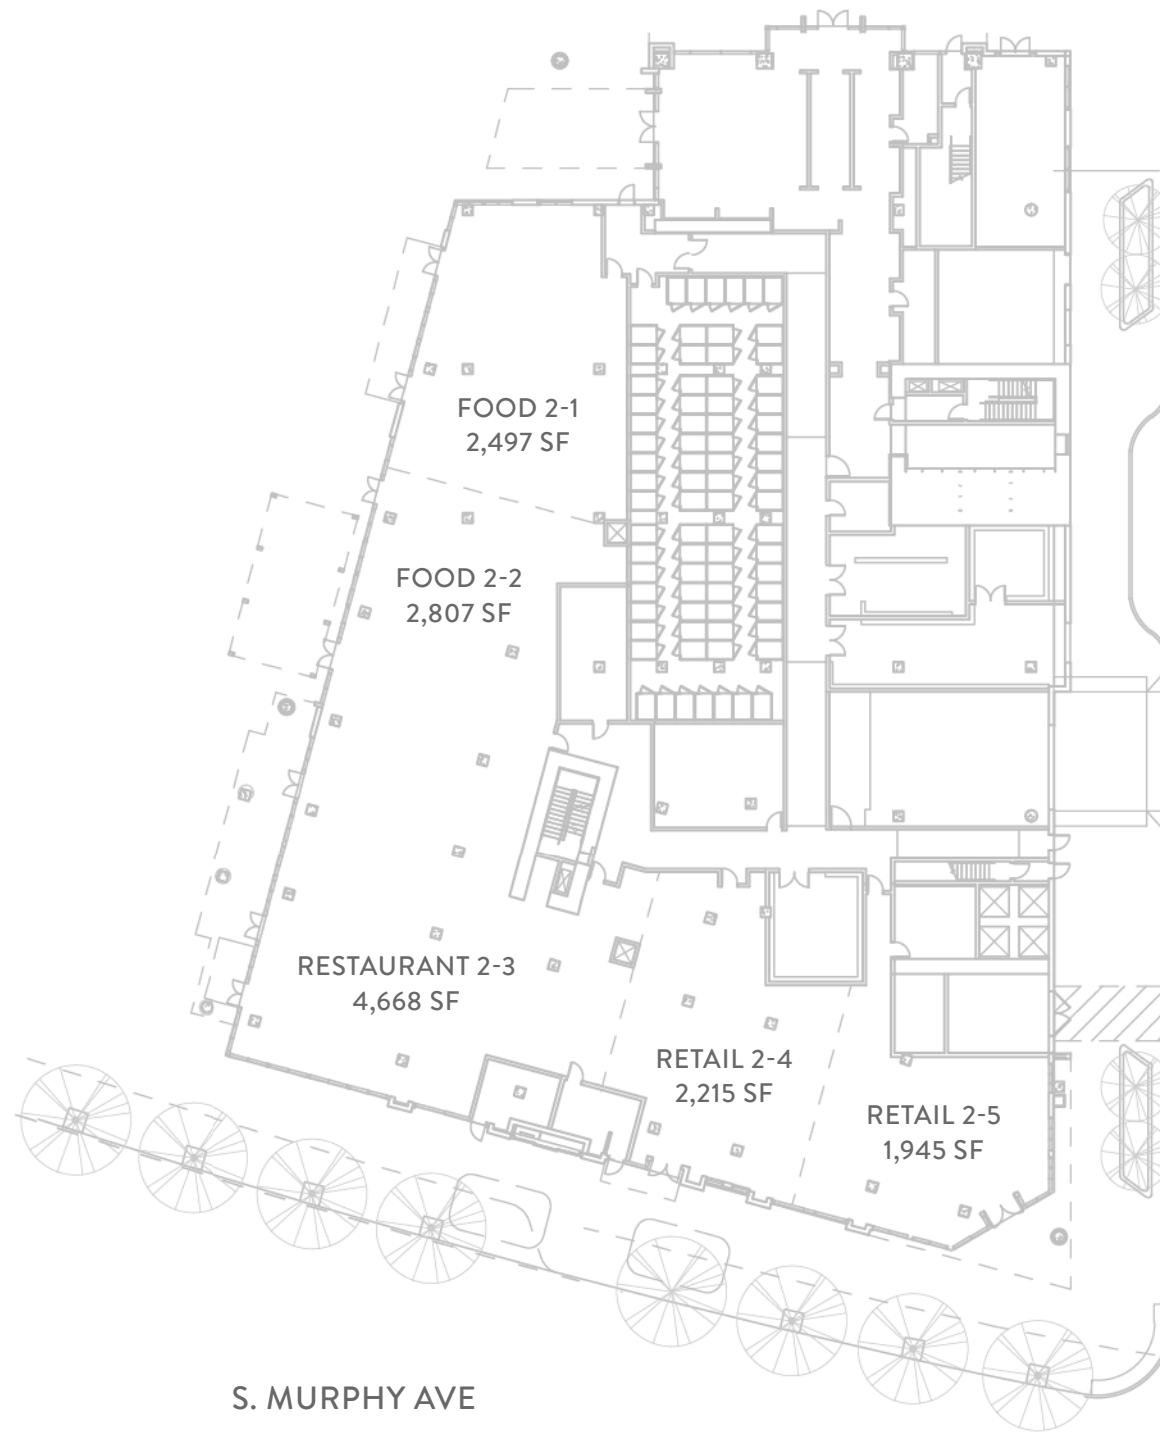 FOOD 2-1
2,497 SF
FOOD 2-2
2,807 SF
RESTAURANT 2-3
4,668 SF
RETAIL 2-4
2,215 SF
RETAIL 2-5
1,945 SF
S. MURPHY AVE